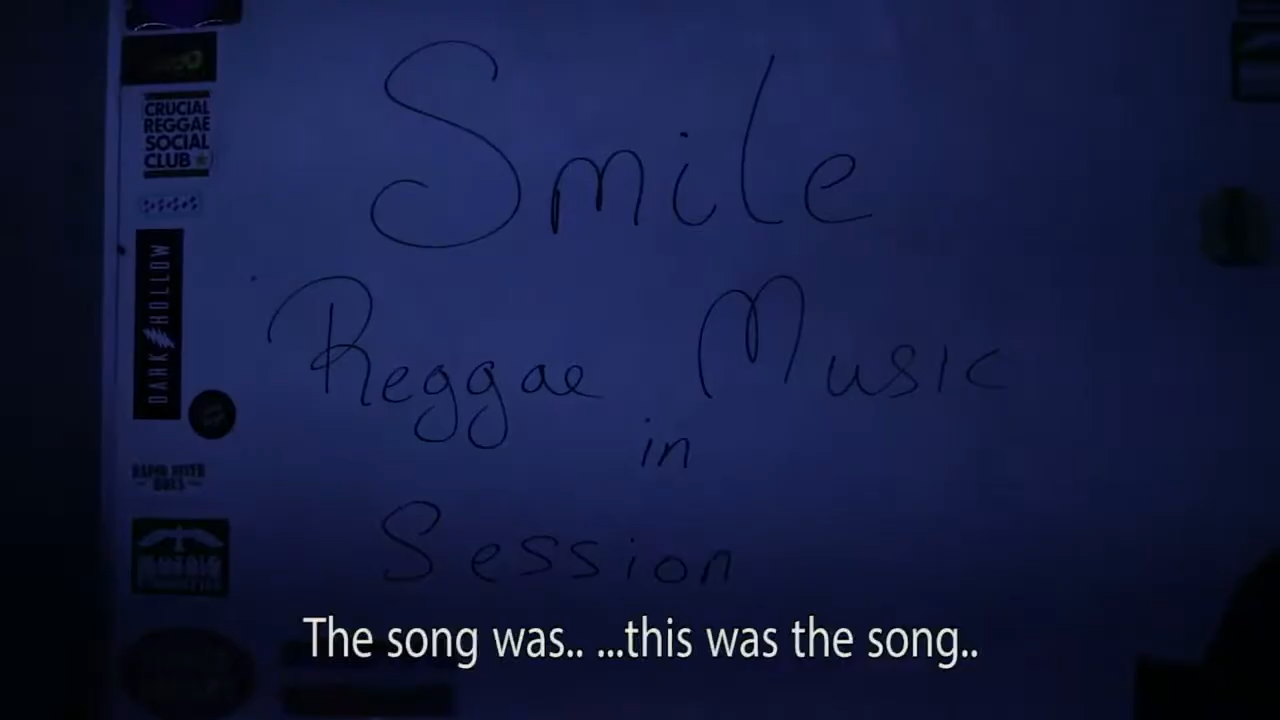 Smile
Reggae Music
in
Session
CRUCIAL
REGGAE
SOCIAL
CLUB
DARK HOLLOW
The song was.. ...this was the song..